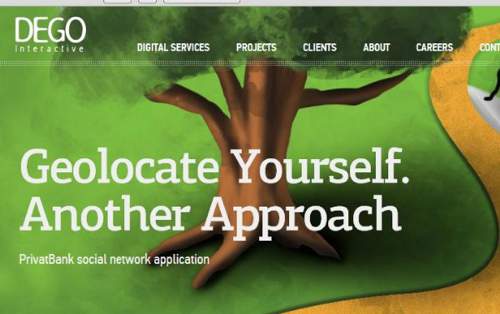 DEGO
Interactive
DIGITAL SERVICES PROJECTS CLIENTS ABOUT CAREERS CONT
Geolocate Yourself.
Another Approach
PrivatBank social network application